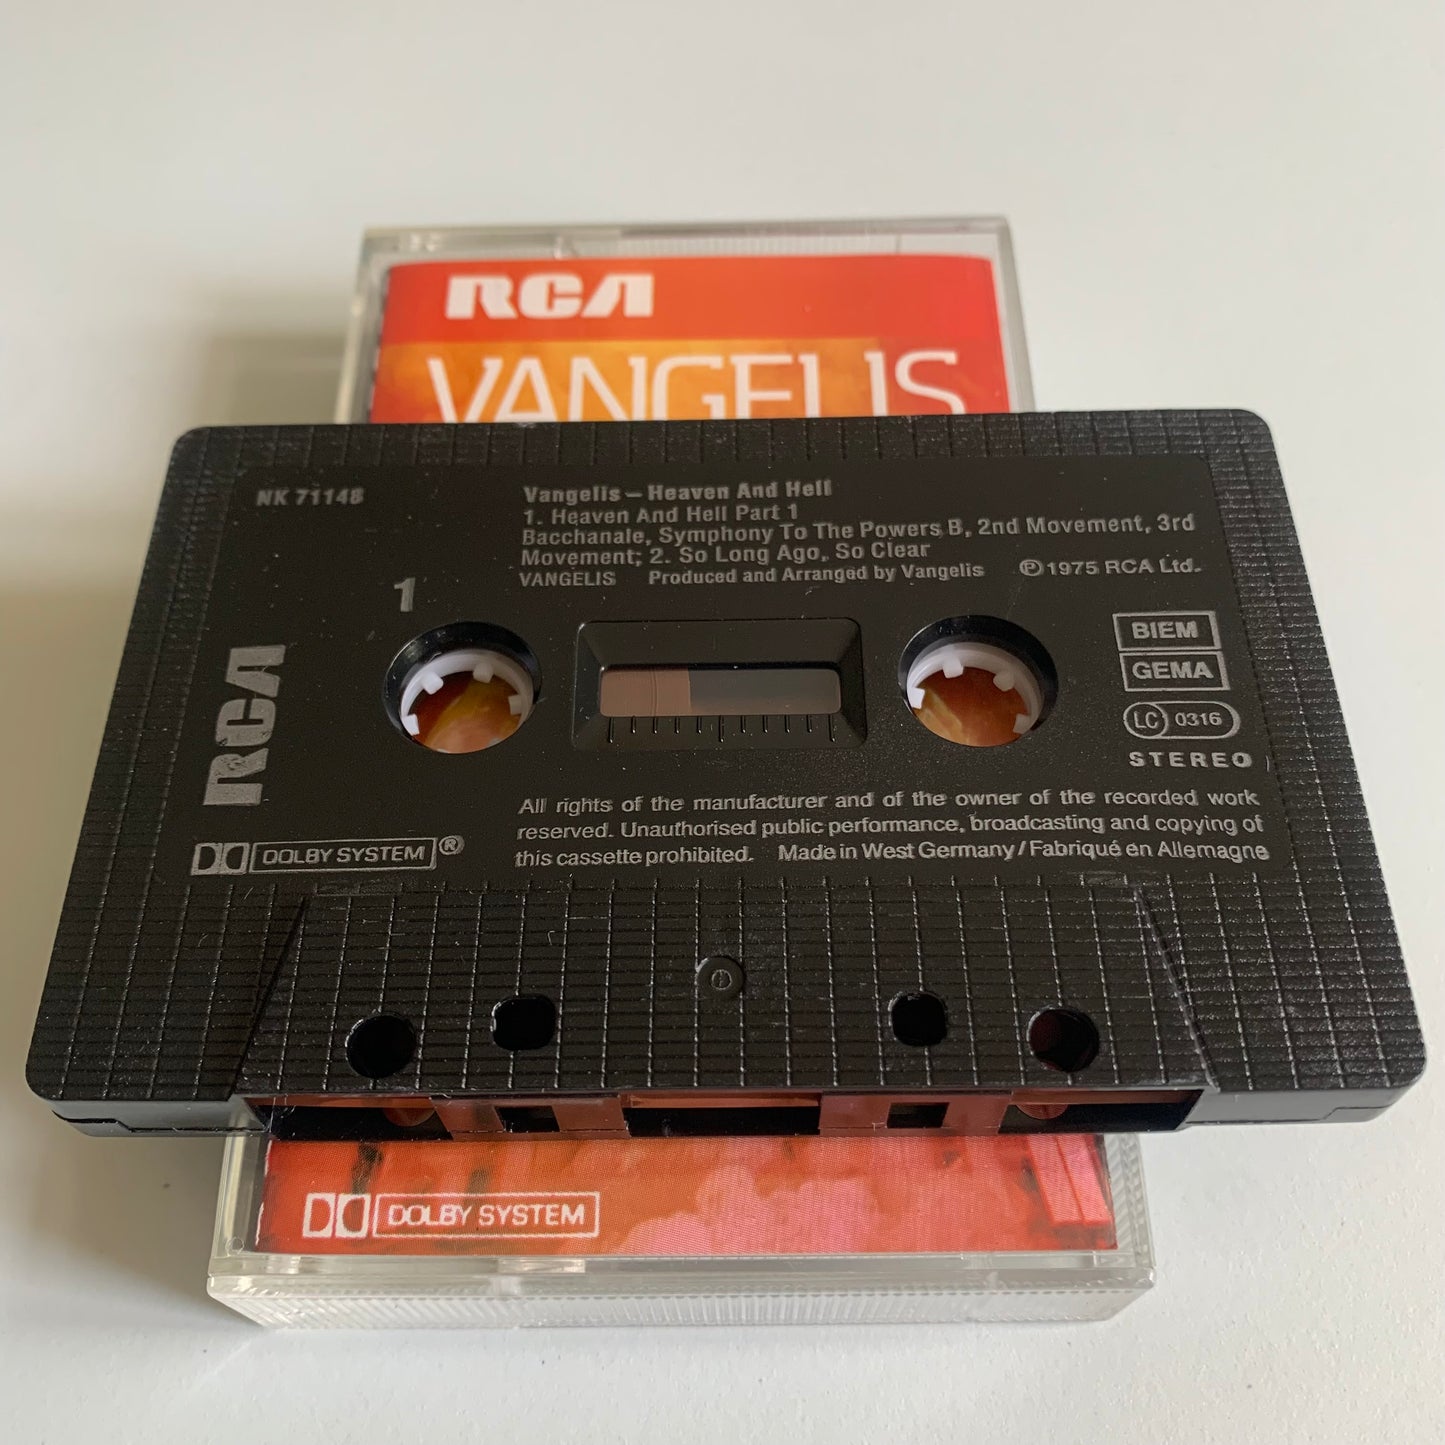 RCA
VANGELIS
NK 71148
Vangelis – Heaven And Hell
1. Heaven And Hell Part 1
Bacchanale, Symphony To The Powers B, 2nd Movement, 3rd
Movement; 2. So Long Ago, So Clear
VANGELIS Produced and Arranged by Vangelis ℗ 1975 RCA Ltd.
1
RCA
BIEM
GEMA
LC 0316
STEREO
All rights of the manufacturer and of the owner of the recorded work
reserved. Unauthorised public performance, broadcasting and copying of
this cassette prohibited. Made in West Germany / Fabriqué en Allemagne
DOLBY SYSTEM ®
DOLBY SYSTEM